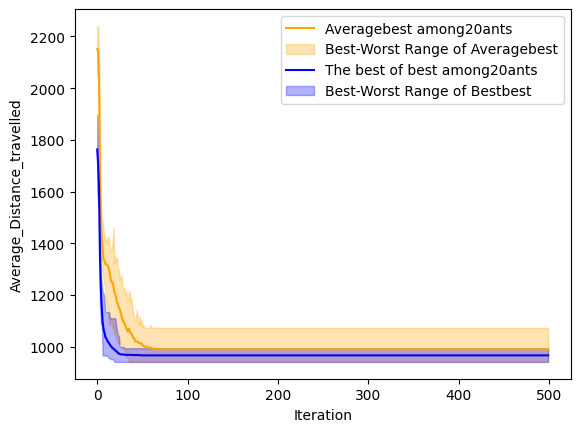 Averagebest among20ants
Best-Worst Range of Averagebest
The best of best among20ants
Best-Worst Range of Bestbest
Average_Distance_travelled
2200
2000
1800
1600
1400
1200
1000
0 100 200 300 400 500
Iteration